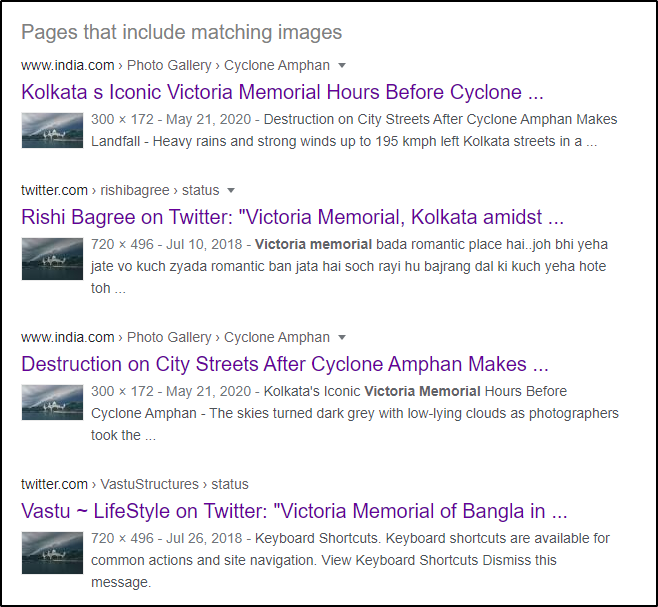 Pages that include matching images
www.india.com › Photo Gallery › Cyclone Amphan
Kolkata s Iconic Victoria Memorial Hours Before Cyclone ...
300 × 172 - May 21, 2020 - Destruction on City Streets After Cyclone Amphan Makes
Landfall - Heavy rains and strong winds up to 195 kmph left Kolkata streets in a ...
twitter.com › rishibagree › status
Rishi Bagree on Twitter: "Victoria Memorial, Kolkata amidst ...
720 × 496 - Jul 10, 2018 - Victoria memorial bada romantic place hai..joh bhi yeha
jate vo kuch zyada romantic ban jata hai soch rayi hu bajrang dal ki kuch yeha hote
toh ...
www.india.com › Photo Gallery › Cyclone Amphan
Destruction on City Streets After Cyclone Amphan Makes ...
300 × 172 - May 21, 2020 - Kolkata's Iconic Victoria Memorial Hours Before
Cyclone Amphan - The skies turned dark grey with low-lying clouds as photographers
took the ...
twitter.com › VastuStructures › status
Vastu ~ LifeStyle on Twitter: "Victoria Memorial of Bangla in ...
720 × 496 - Jul 26, 2018 - Keyboard Shortcuts. Keyboard shortcuts are available for
common actions and site navigation. View Keyboard Shortcuts Dismiss this
message.